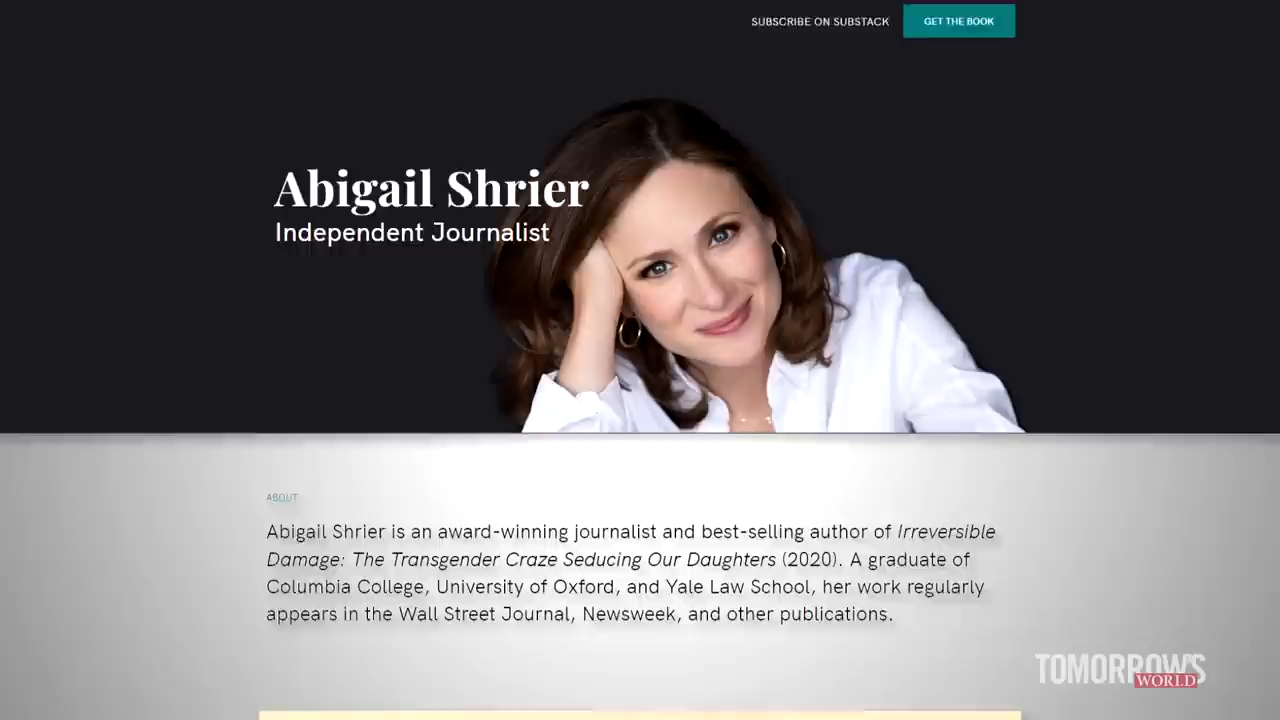 SUBSCRIBE ON SUBSTACK
GET THE BOOK
Abigail Shrier
Independent Journalist
ABOUT
Abigail Shrier is an award-winning journalist and best-selling author of Irreversible
Damage: The Transgender Craze Seducing Our Daughters (2020). A graduate of
Columbia College, University of Oxford, and Yale Law School, her work regularly
appears in the Wall Street Journal, Newsweek, and other publications.
TOMORROW'S
WORLD